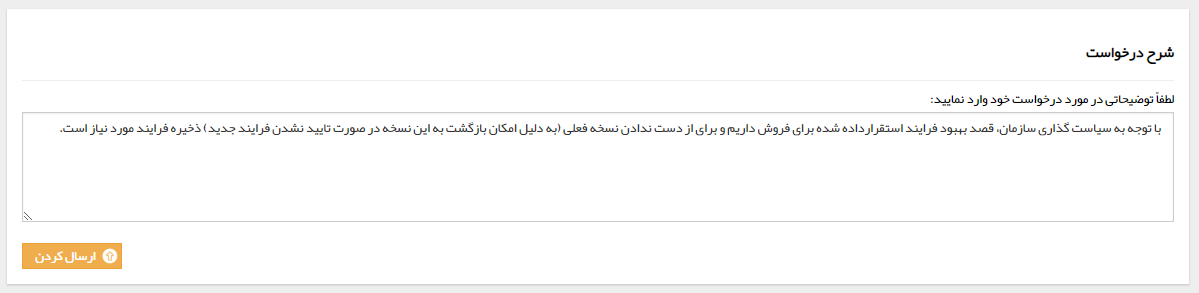 شرح درخواست
لطفاً توضیحاتی در مورد درخواست خود وارد نمایید:
با توجه به سیاست گذاری سازمان، قصد بهبود فرایند استقرارداده شده برای فروش داریم و برای از دست ندادن نسخه فعلی (به دلیل امکان بازگشت به این نسخه در صورت تایید نشدن فرایند جدید) ذخیره فرایند مورد نیاز است.
ارسال کردن